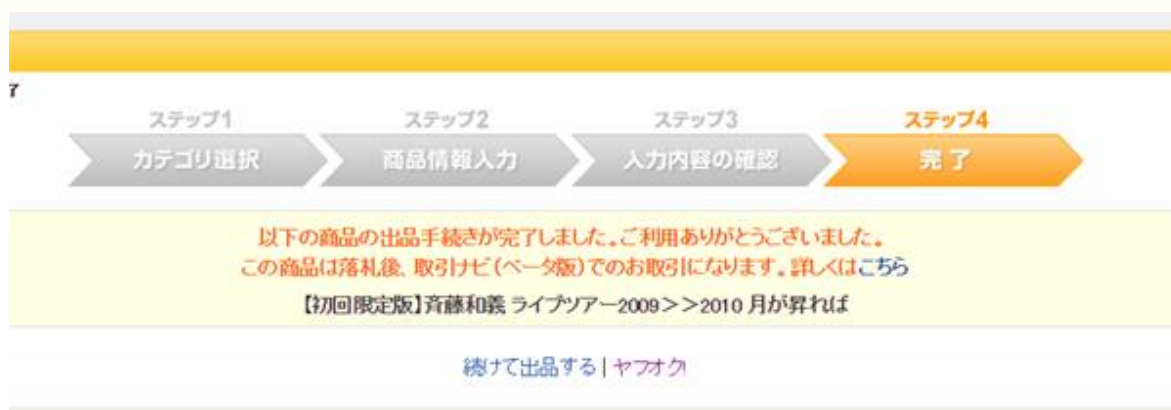 了
ステップ1 ステップ2 ステップ3 ステップ4
カテゴリ選択 商品情報入力 入力内容の確認 完了
以下の商品の出品手続きが完了しました。ご利用ありがとうございました。
この商品は落札後、取引ナビ(ベータ版)でのお取引になります。詳しくはこちら
【初回限定版】斉藤和義 ライブツアー2009>>2010 月が昇れば
続けて出品する | ヤフオク!